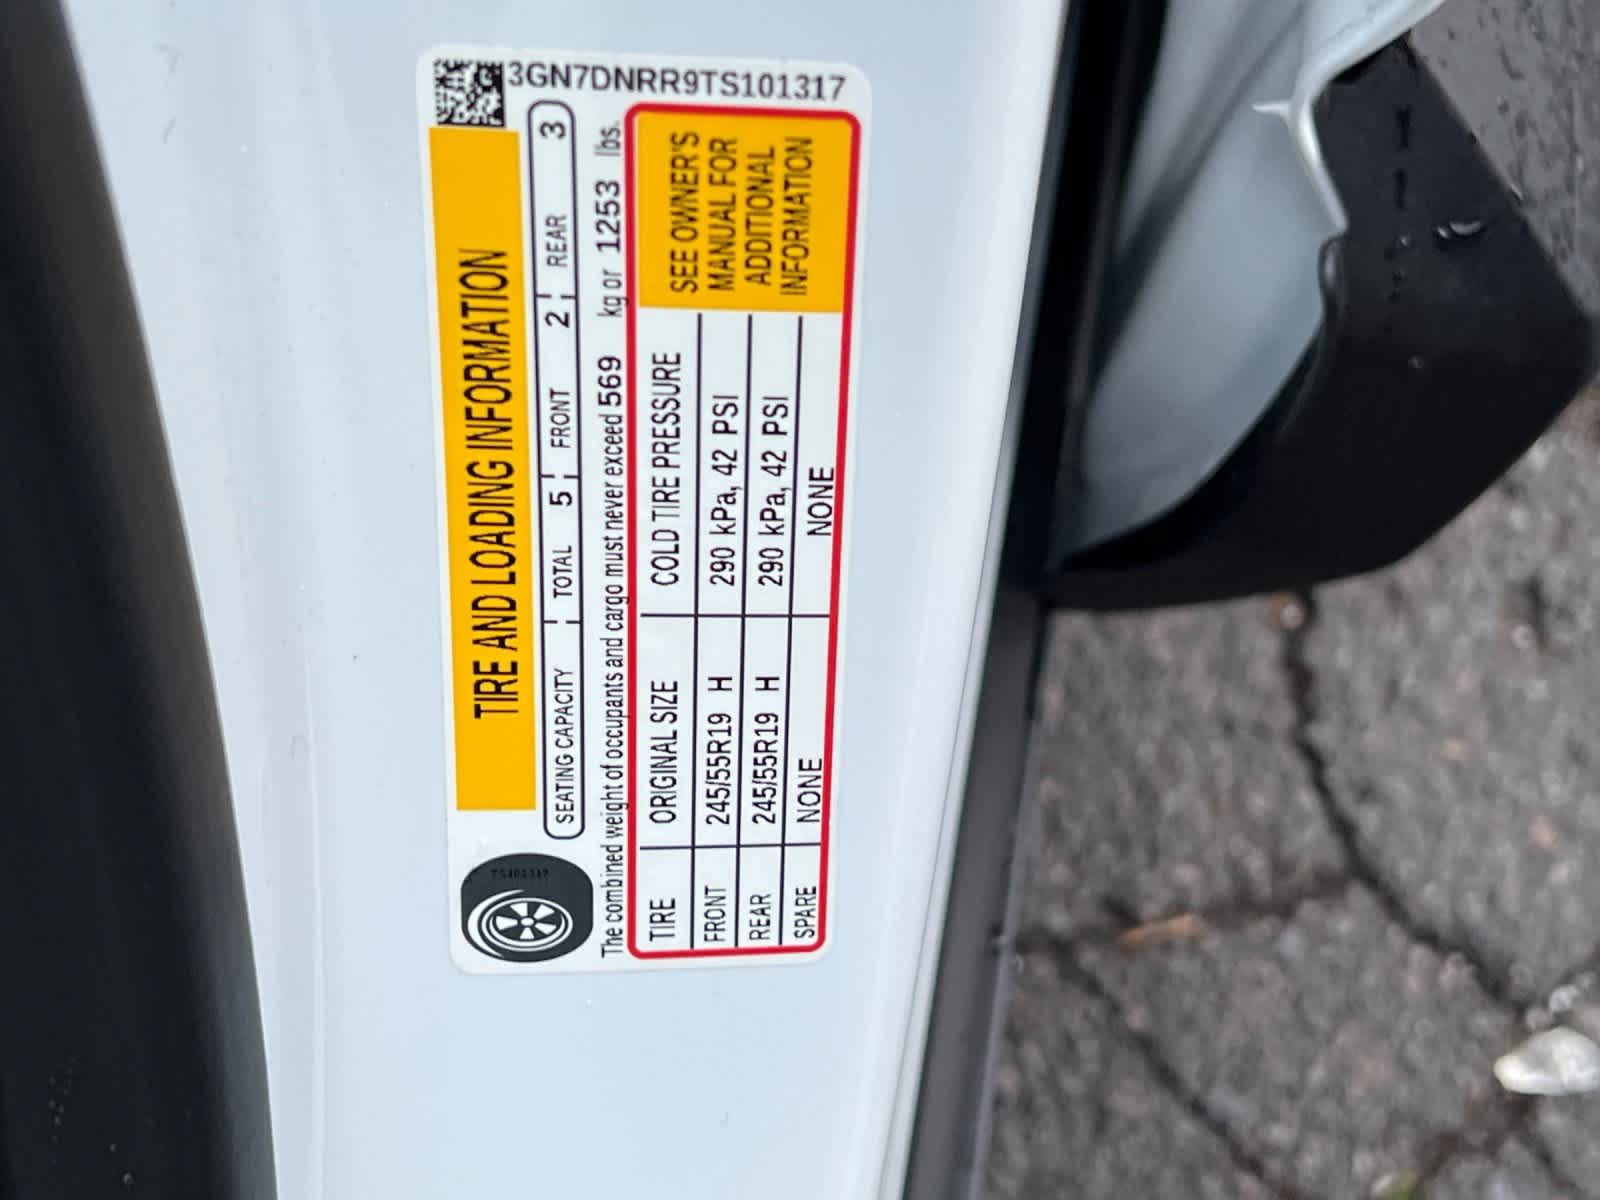 3GN7DNRR9TS101317
TIRE AND LOADING INFORMATION
TS101317
SEATING CAPACITY TOTAL 5 FRONT 2 REAR 3
The combined weight of occupants and cargo must never exceed 569 kg or 1253 lbs.
TIRE ORIGINAL SIZE COLD TIRE PRESSURE
FRONT 245/55R19 H 290 kPa, 42 PSI
REAR 245/55R19 H 290 kPa, 42 PSI
SPARE NONE NONE
SEE OWNER'S
MANUAL FOR
ADDITIONAL
INFORMATION